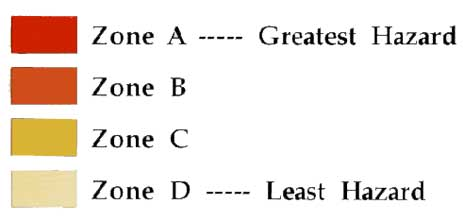 Zone A ----- Greatest Hazard
Zone B
Zone C
Zone D ----- Least Hazard